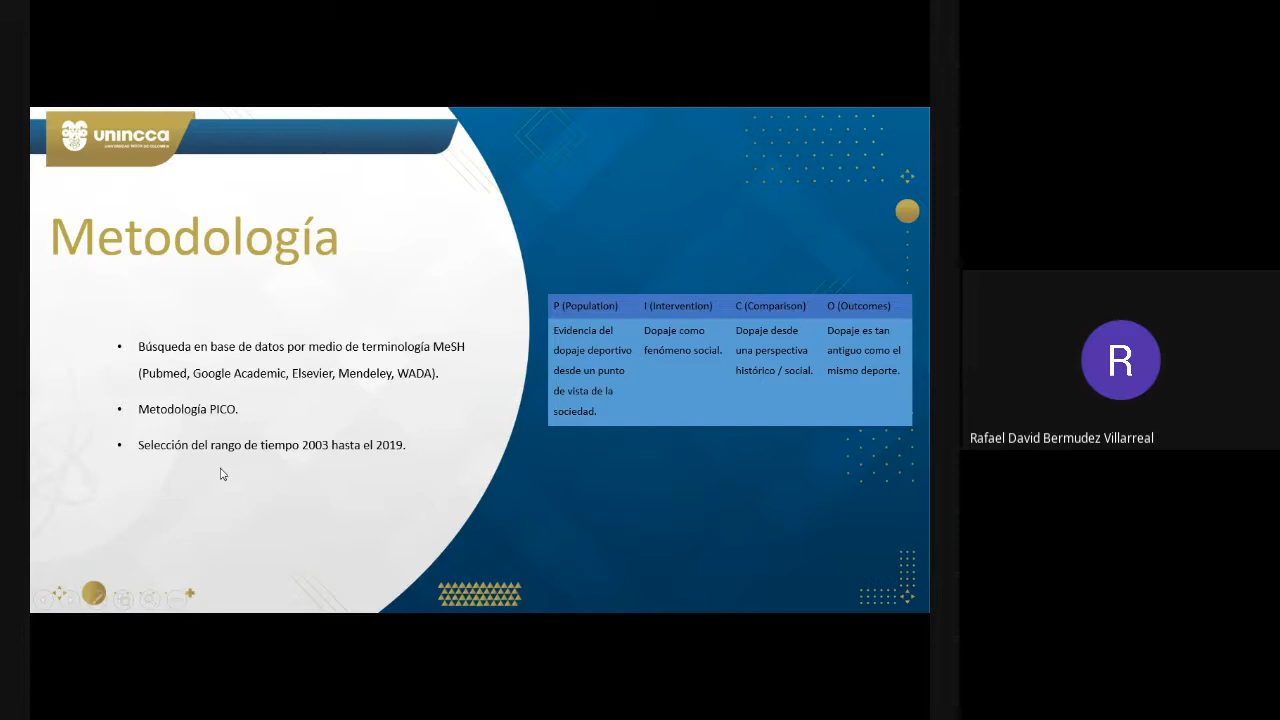 unincca
Metodología
• Búsqueda en base de datos por medio de terminología MeSH
(Pubmed, Google Academic, Elsevier, Mendeley, WADA).
• Metodología PICO.
• Selección del rango de tiempo 2003 hasta el 2019.
P (Population) I (Intervention) C (Comparison) O (Outcomes)
Evidencia del Dopaje como Dopaje desde Dopaje es tan
dopaje deportivo fenómeno social. una perspectiva antiguo como el
desde un punto histórico / social. mismo deporte.
de vista de la
sociedad.
R
Rafael David Bermudez Villarreal